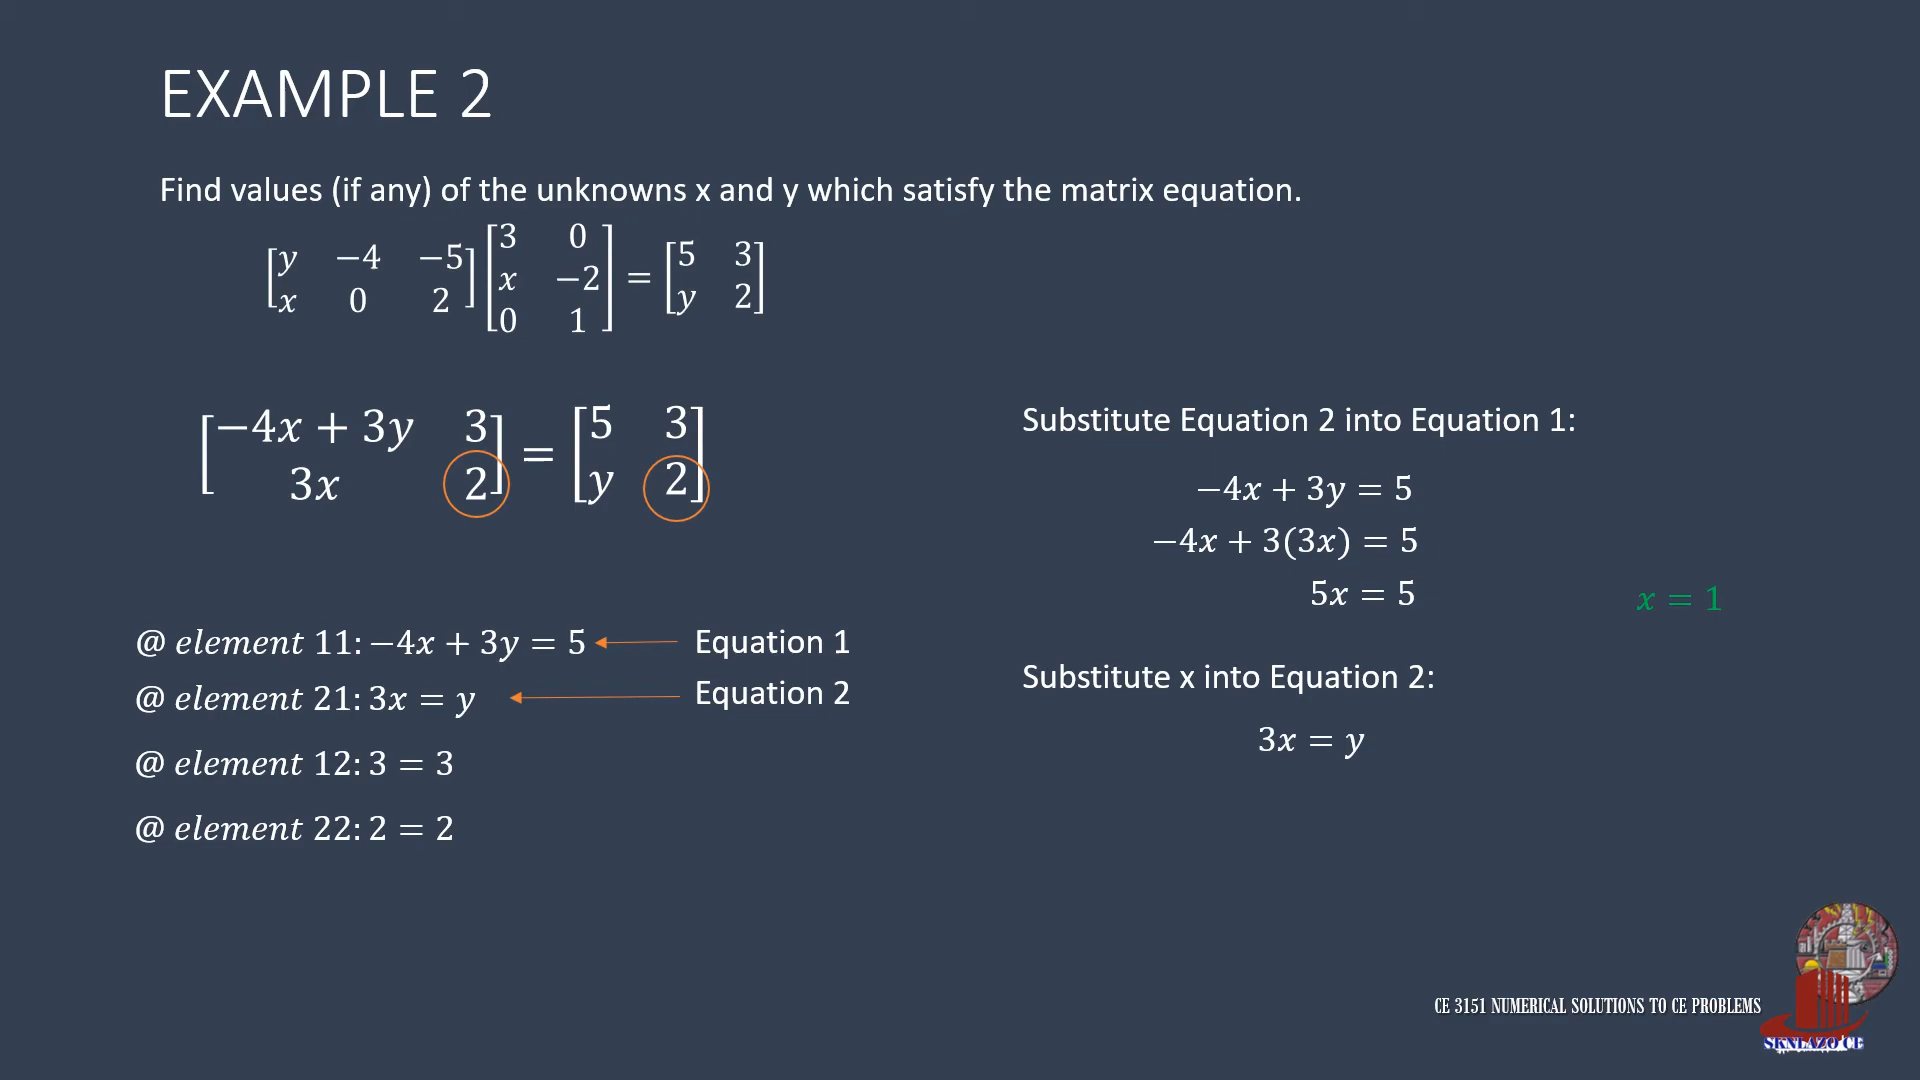 EXAMPLE 2
Find values (if any) of the unknowns x and y which satisfy the matrix equation.
[y −4 −5; x 0 2] [3 0; x −2; 0 1] = [5 3; y 2]
[−4x + 3y 3; 3x 2] = [5 3; y 2]
@ element 11: −4x + 3y = 5
Equation 1
@ element 21: 3x = y
Equation 2
@ element 12: 3 = 3
@ element 22: 2 = 2
Substitute Equation 2 into Equation 1:
−4x + 3y = 5
−4x + 3(3x) = 5
5x = 5
x = 1
Substitute x into Equation 2:
3x = y
CE 3151 NUMERICAL SOLUTIONS TO CE PROBLEMS
SKNLAZO CE